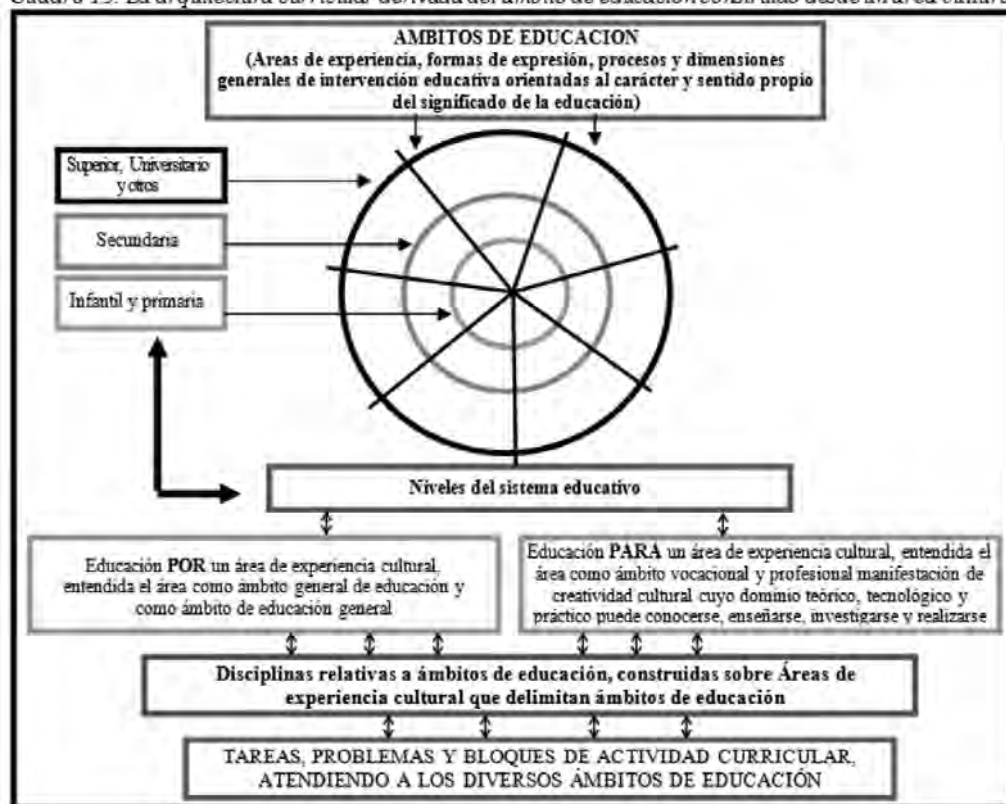 AMBITOS DE EDUCACION
(Areas de experiencia, formas de expresión, procesos y dimensiones
generales de intervención educativa orientadas al carácter y sentido propio
del significado de la educación)
Superior, Universitario
y otros
Secundaria
Infantil y primaria
Niveles del sistema educativo
Educación POR un área de experiencia cultural,
entendida el área como ámbito general de educación y
como ámbito de educación general
Educación PARA un área de experiencia cultural, entendida el
área como ámbito vocacional y profesional manifestación de
creatividad cultural cuyo dominio teórico, tecnológico y
práctico puede conocerse, enseñarse, investigarse y realizarse
Disciplinas relativas a ámbitos de educación, construidas sobre Áreas de
experiencia cultural que delimitan ámbitos de educación
TAREAS, PROBLEMAS Y BLOQUES DE ACTIVIDAD CURRICULAR,
ATENDIENDO A LOS DIVERSOS ÁMBITOS DE EDUCACIÓN